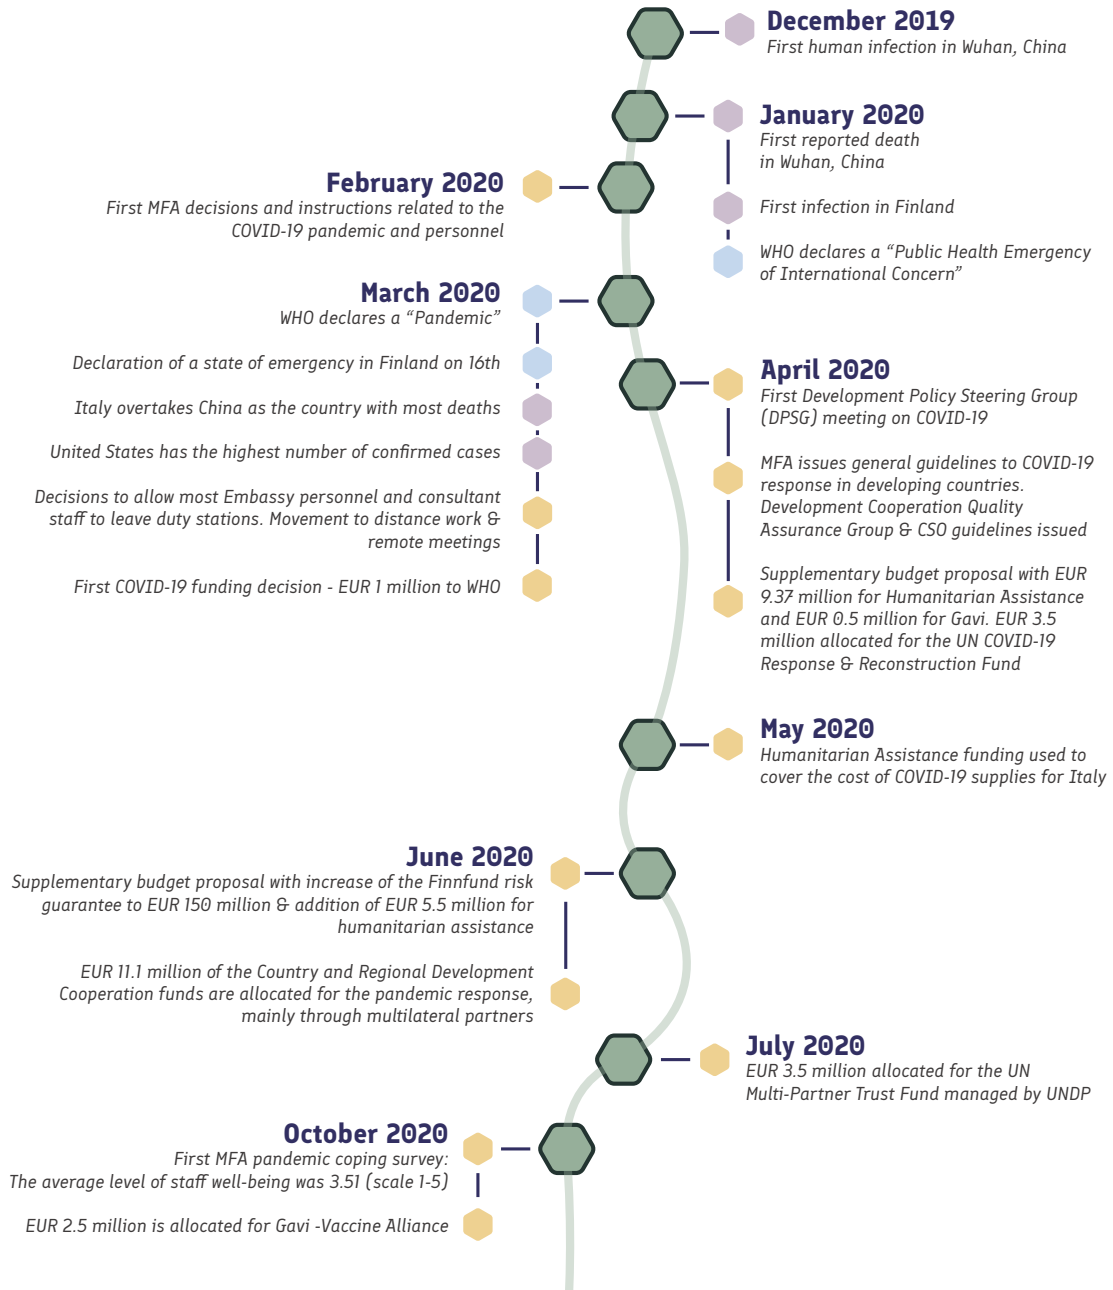 December 2019
First human infection in Wuhan, China
January 2020
First reported death
in Wuhan, China
First infection in Finland
WHO declares a “Public Health Emergency
of International Concern”
February 2020
First MFA decisions and instructions related to the
COVID-19 pandemic and personnel
March 2020
WHO declares a “Pandemic”
Declaration of a state of emergency in Finland on 16th
Italy overtakes China as the country with most deaths
United States has the highest number of confirmed cases
Decisions to allow most Embassy personnel and consultant
staff to leave duty stations. Movement to distance work &
remote meetings
First COVID-19 funding decision - EUR 1 million to WHO
April 2020
First Development Policy Steering Group
(DPSG) meeting on COVID-19
MFA issues general guidelines to COVID-19
response in developing countries.
Development Cooperation Quality
Assurance Group & CSO guidelines issued
Supplementary budget proposal with EUR
9.37 million for Humanitarian Assistance
and EUR 0.5 million for Gavi. EUR 3.5
million allocated for the UN COVID-19
Response & Reconstruction Fund
May 2020
Humanitarian Assistance funding used to
cover the cost of COVID-19 supplies for Italy
June 2020
Supplementary budget proposal with increase of the Finnfund risk
guarantee to EUR 150 million & addition of EUR 5.5 million for
humanitarian assistance
EUR 11.1 million of the Country and Regional Development
Cooperation funds are allocated for the pandemic response,
mainly through multilateral partners
July 2020
EUR 3.5 million allocated for the UN
Multi-Partner Trust Fund managed by UNDP
October 2020
First MFA pandemic coping survey:
The average level of staff well-being was 3.51 (scale 1-5)
EUR 2.5 million is allocated for Gavi -Vaccine Alliance